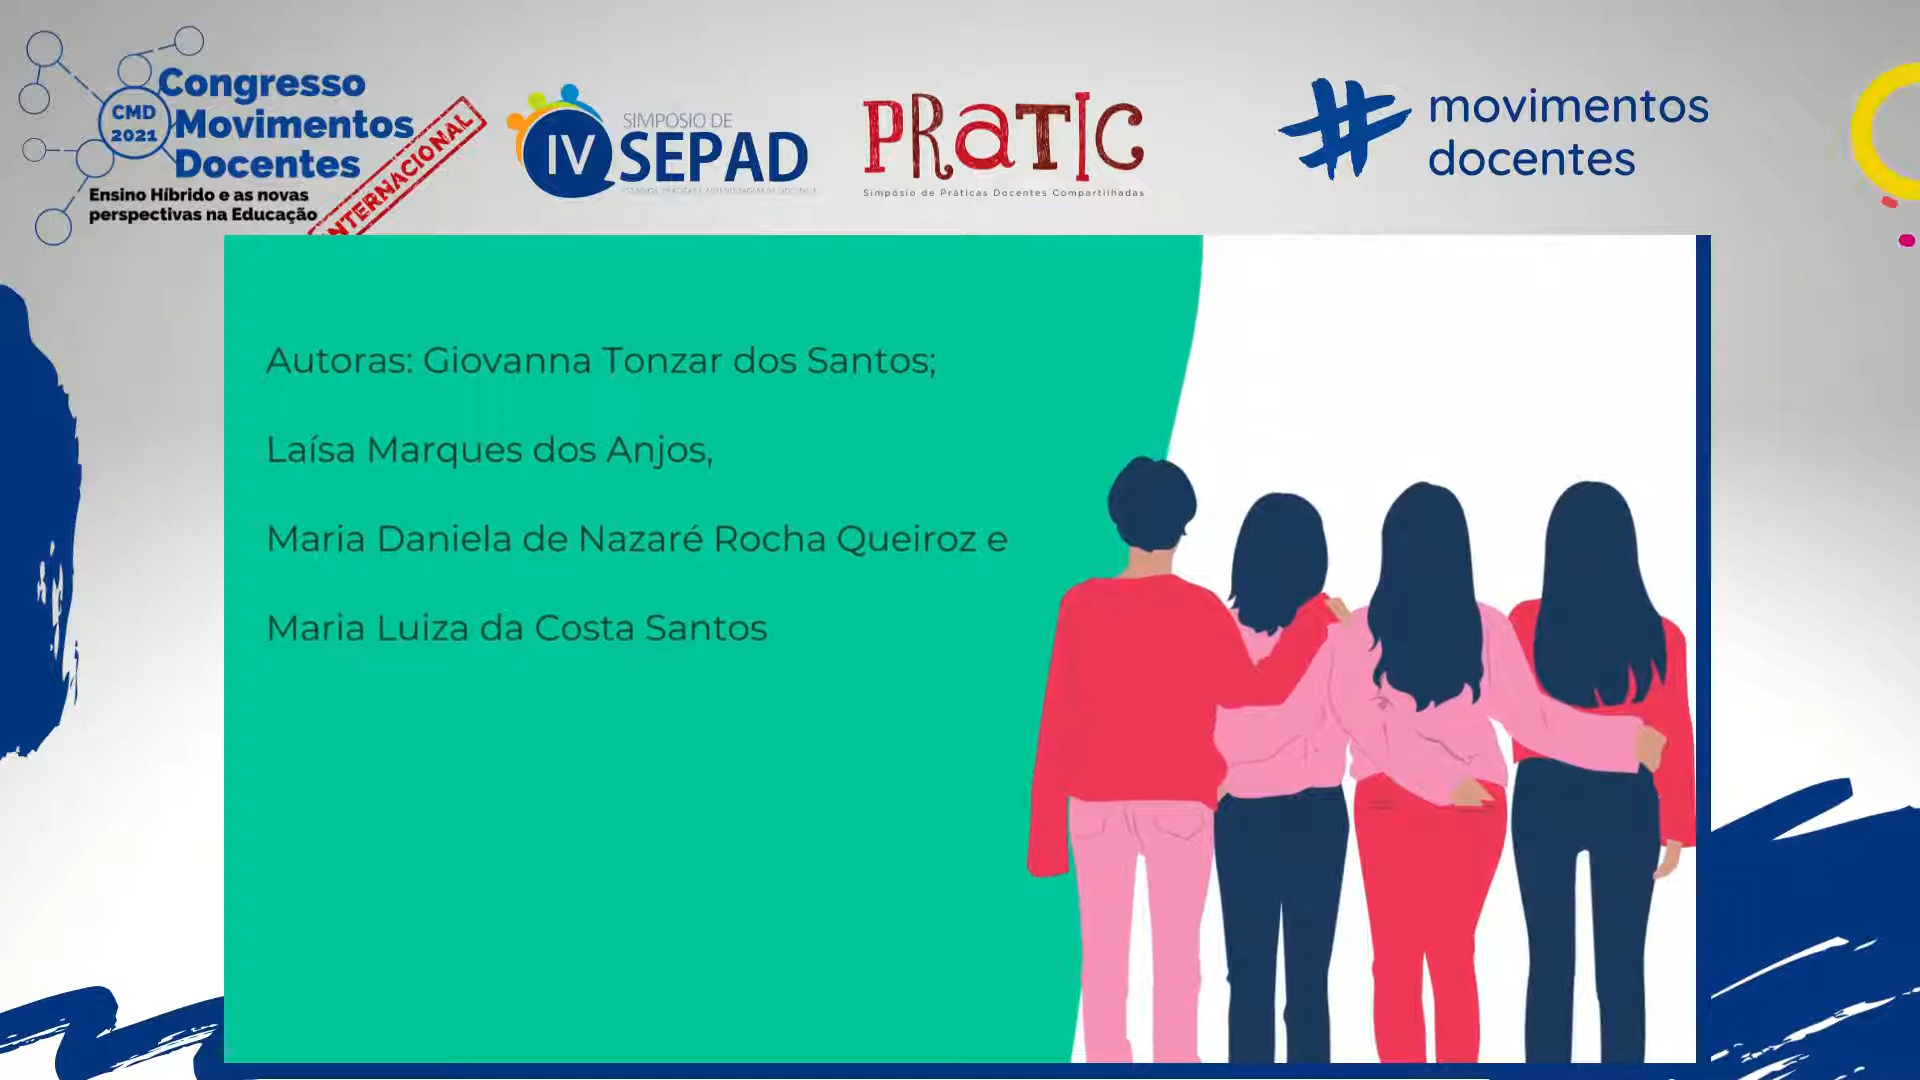 CMD
2021
Congresso
Movimentos
Docentes
Ensino Híbrido e as novas
perspectivas na Educação
INTERNACIONAL
IV
SIMPÓSIO DE
SEPAD
PRATIC
Simpósio de Práticas Docentes Compartilhadas
# movimentos
docentes
Autoras: Giovanna Tonzar dos Santos;
Laísa Marques dos Anjos,
Maria Daniela de Nazaré Rocha Queiroz e
Maria Luiza da Costa Santos